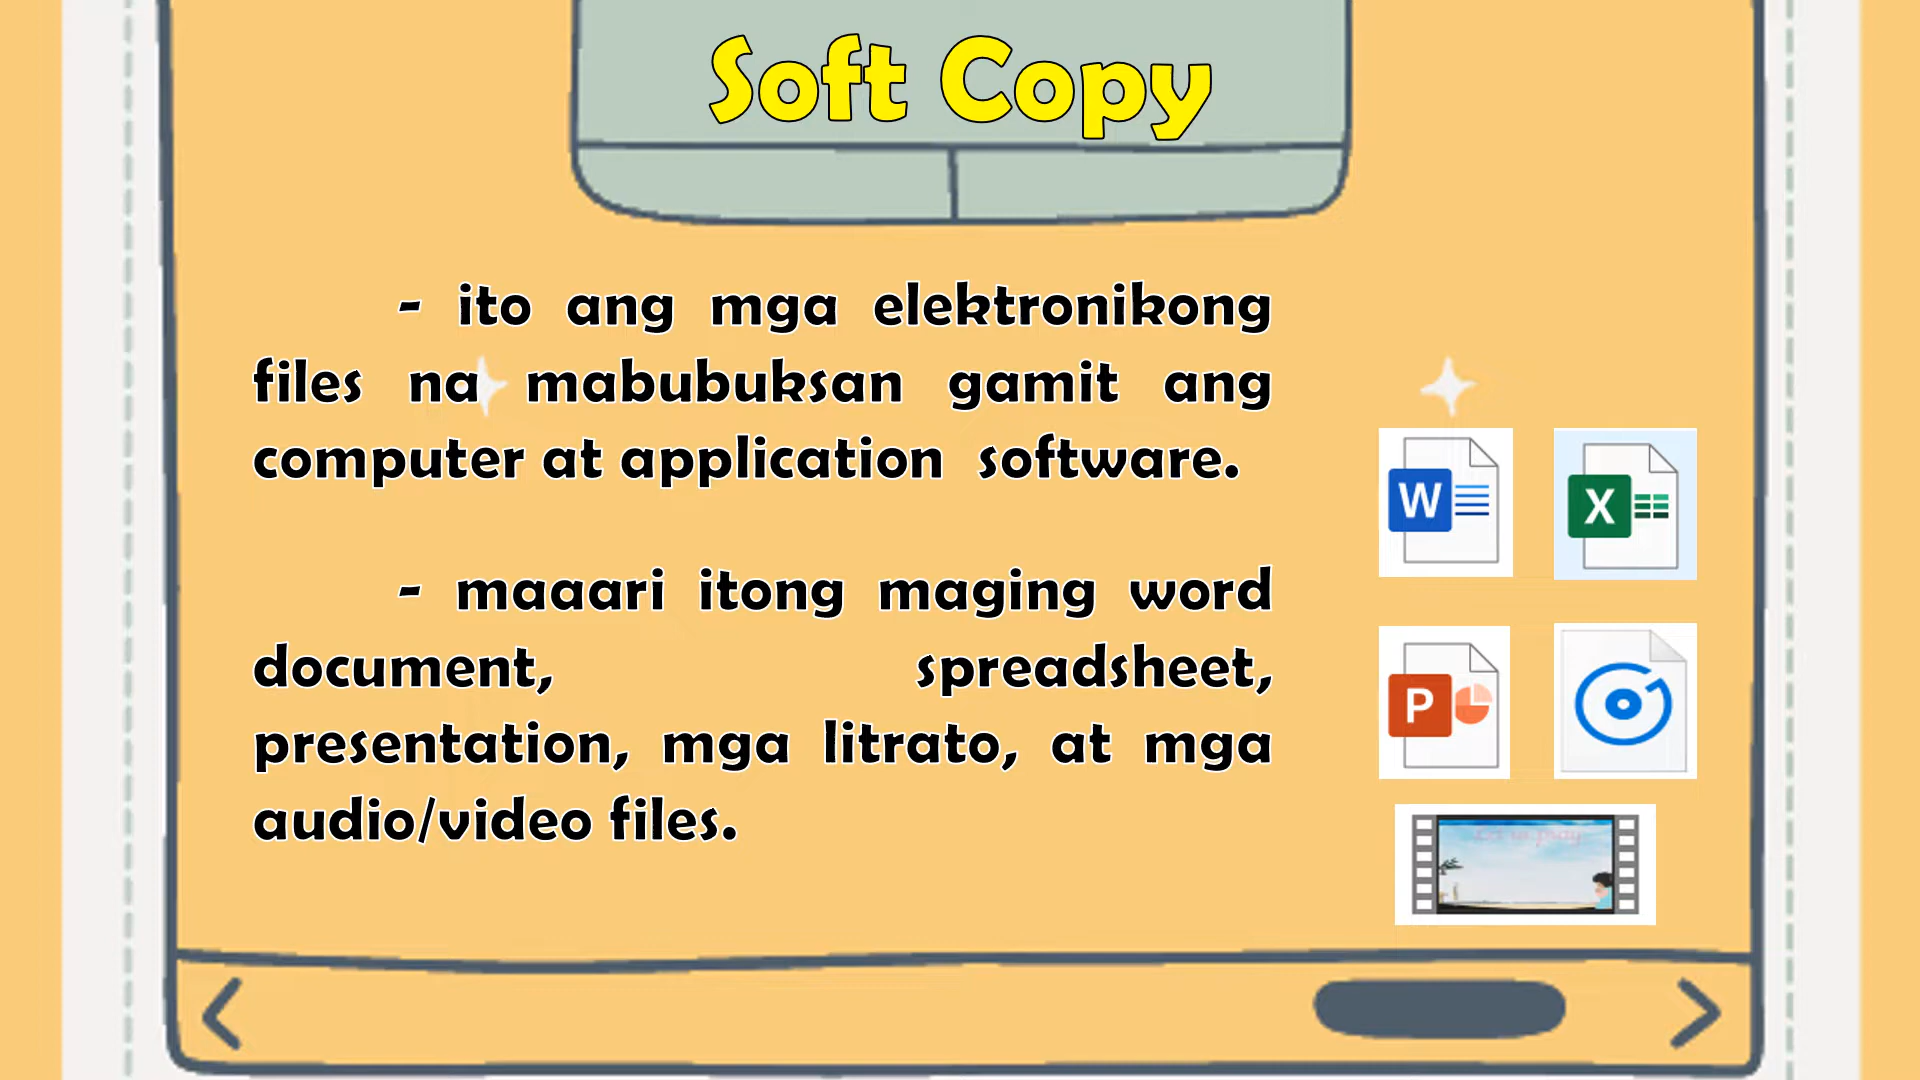 Soft Copy
- ito ang mga elektronikong
files na mabubuksan gamit ang
computer at application software.
- maaari itong maging word
document, spreadsheet,
presentation, mga litrato, at mga
audio/video files.
W
X
P